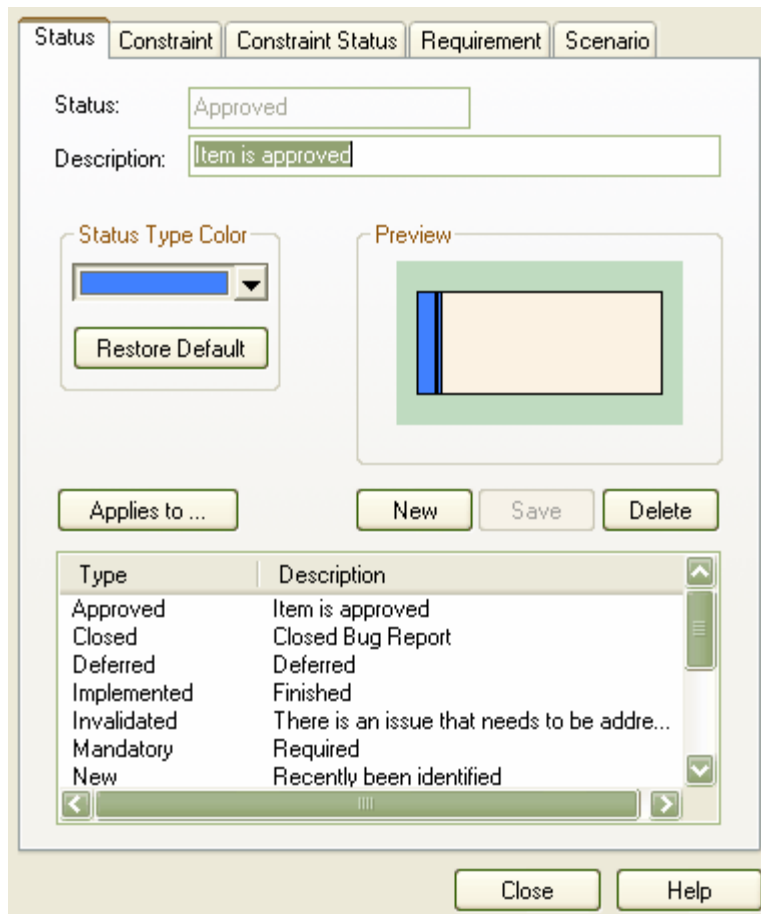 Status Constraint Constraint Status Requirement Scenario
Status: Approved
Description: Item is approved
Status Type Color
Preview
Restore Default
Applies to ... New Save Delete
Type Description
Approved Item is approved
Closed Closed Bug Report
Deferred Deferred
Implemented Finished
Invalidated There is an issue that needs to be addre...
Mandatory Required
New Recently been identified
Close Help